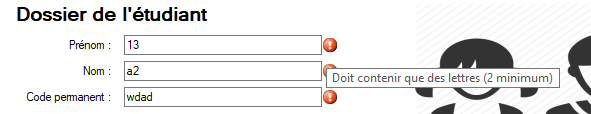 Dossier de l'étudiant
Prénom : 13
Nom : a2
Doit contenir que des lettres (2 minimum)
Code permanent : wdad